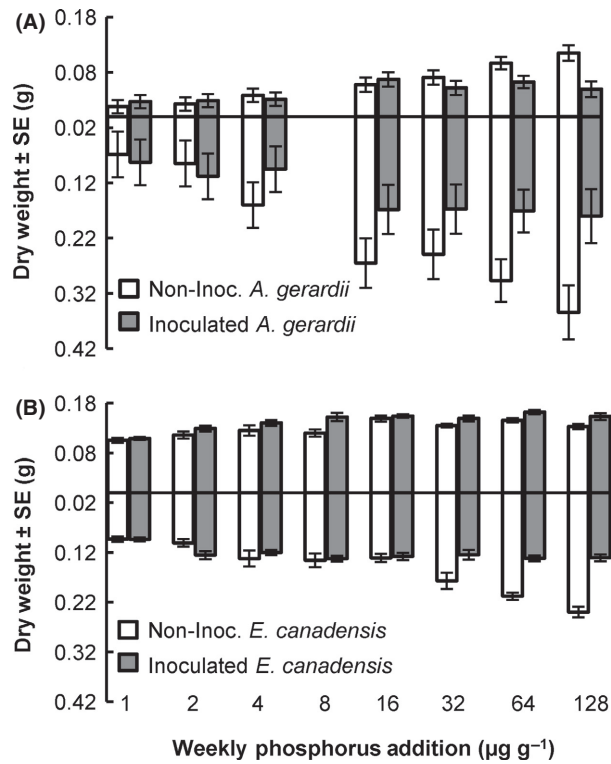 (A)
0.18
0.08
0.02
0.12
0.22
0.32
0.42
Dry weight ± SE (g)
Non-Inoc. A. gerardii
Inoculated A. gerardii
(B)
0.18
0.08
0.02
0.12
0.22
0.32
0.42
Dry weight ± SE (g)
Non-Inoc. E. canadensis
Inoculated E. canadensis
1 2 4 8 16 32 64 128
Weekly phosphorus addition (µg g⁻¹)